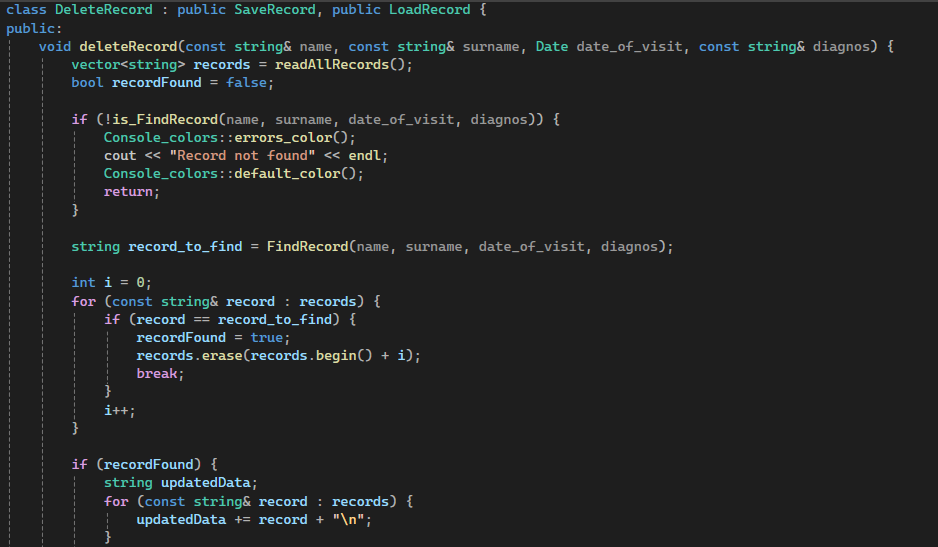 class DeleteRecord : public SaveRecord, public LoadRecord {
public:
    void deleteRecord(const string& name, const string& surname, Date date_of_visit, const string& diagnos) {
        vector<string> records = readAllRecords();
        bool recordFound = false;

        if (!is_FindRecord(name, surname, date_of_visit, diagnos)) {
            Console_colors::errors_color();
            cout << "Record not found" << endl;
            Console_colors::default_color();
            return;
        }

        string record_to_find = FindRecord(name, surname, date_of_visit, diagnos);

        int i = 0;
        for (const string& record : records) {
            if (record == record_to_find) {
                recordFound = true;
                records.erase(records.begin() + i);
                break;
            }
            i++;
        }

        if (recordFound) {
            string updatedData;
            for (const string& record : records) {
                updatedData += record + "\n";
            }